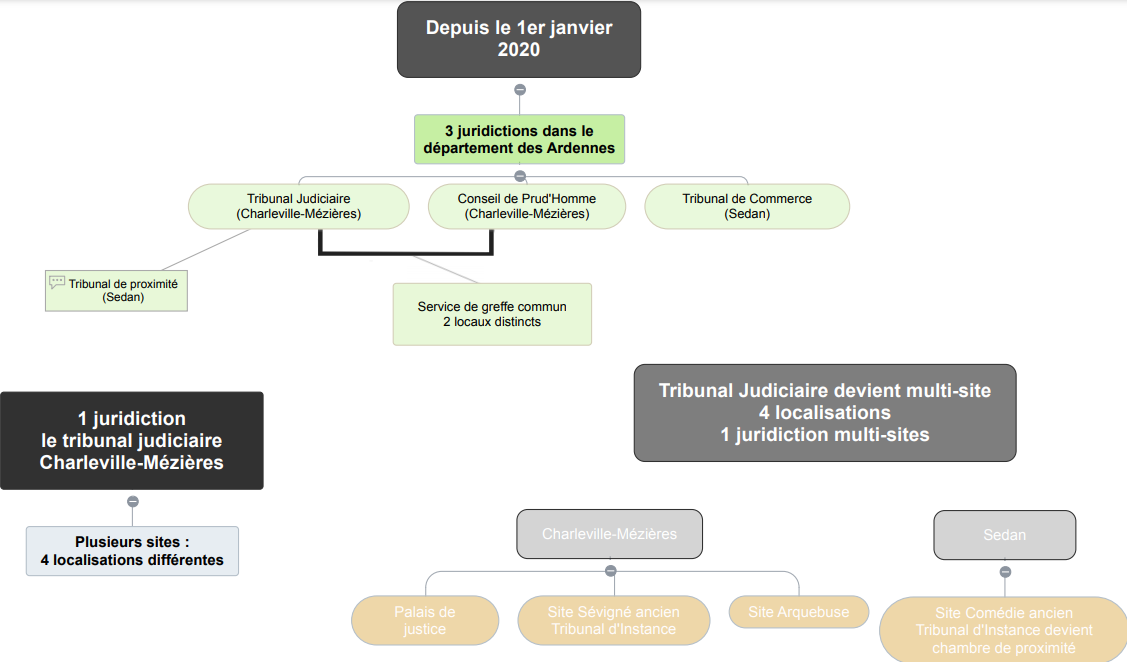 Depuis le 1er janvier
2020
3 juridictions dans le
département des Ardennes
Tribunal Judiciaire
(Charleville-Mézières)
Conseil de Prud'Homme
(Charleville-Mézières)
Tribunal de Commerce
(Sedan)
Tribunal de proximité
(Sedan)
Service de greffe commun
2 locaux distincts
1 juridiction
le tribunal judiciaire
Charleville-Mézières
Plusieurs sites :
4 localisations différentes
Tribunal Judiciaire devient multi-site
4 localisations
1 juridiction multi-sites
Charleville-Mézières
Palais de
justice
Site Sévigné ancien
Tribunal d'Instance
Site Arquebuse
Sedan
Site Comédie ancien
Tribunal d'Instance devient
chambre de proximité